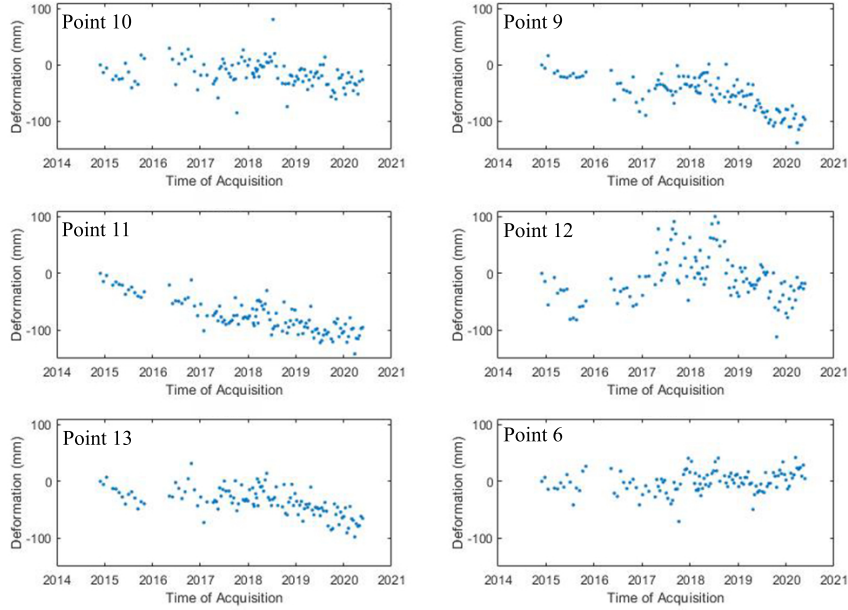 Point 10
100
0
-100
Deformation (mm)
2014 2015 2016 2017 2018 2019 2020 2021
Time of Acquisition
Point 9
100
0
-100
Deformation (mm)
2014 2015 2016 2017 2018 2019 2020 2021
Time of Acquisition
Point 11
100
0
-100
Deformation (mm)
2014 2015 2016 2017 2018 2019 2020 2021
Time of Acquisition
Point 12
100
0
-100
Deformation (mm)
2014 2015 2016 2017 2018 2019 2020 2021
Time of Acquisition
Point 13
100
0
-100
Deformation (mm)
2014 2015 2016 2017 2018 2019 2020 2021
Time of Acquisition
Point 6
100
0
-100
Deformation (mm)
2014 2015 2016 2017 2018 2019 2020 2021
Time of Acquisition